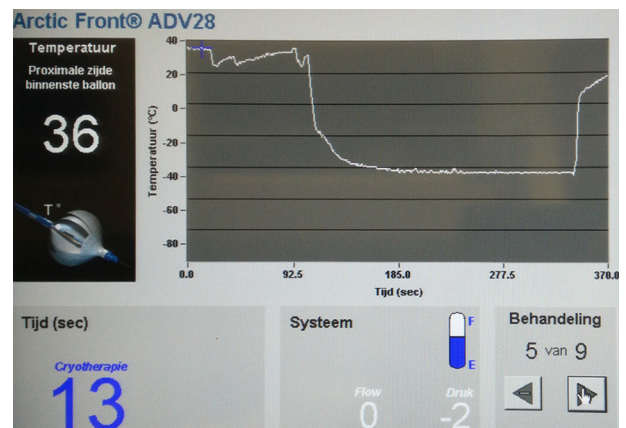 Arctic Front® ADV28
Temperatuur
Proximale zijde
binnenste ballon
36
T°
Temperatuur (°C)
40
20
0
-20
-40
-60
-80
0.0
92.5
185.0
277.5
370.0
Tijd (sec)
Tijd (sec)
Cryotherapie
13
Systeem
F
E
Flow
0
Druk
-2
Behandeling
5 van 9